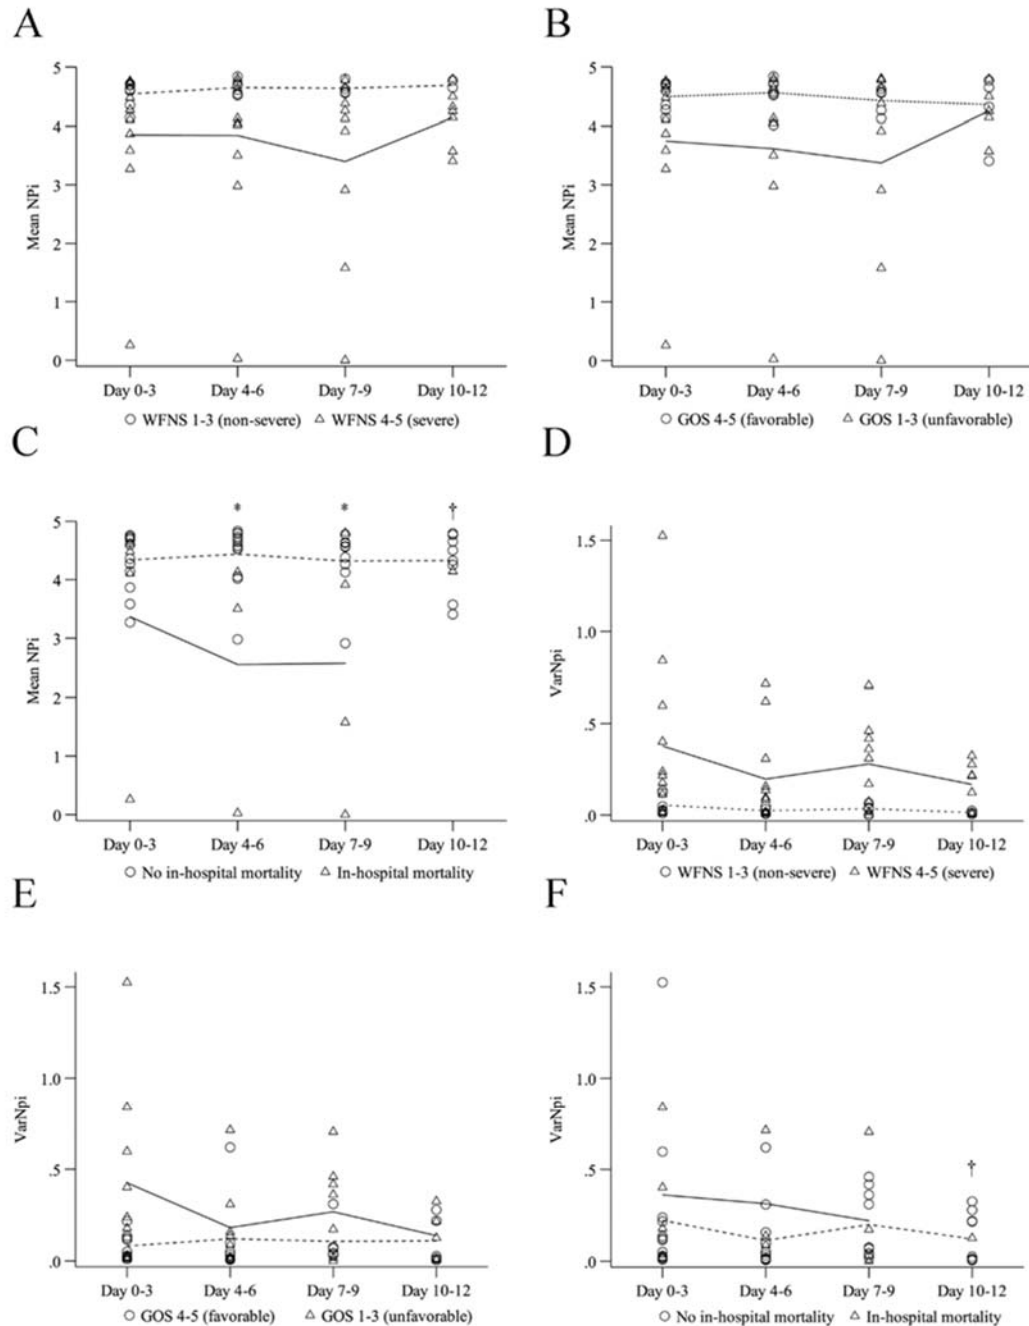 A
B
5
4
3
2
1
0
Mean NPi
Day 0-3 Day 4-6 Day 7-9 Day 10-12
WFNS 1-3 (non-severe) WFNS 4-5 (severe)
5
4
3
2
1
0
Mean NPi
Day 0-3 Day 4-6 Day 7-9 Day 10-12
GOS 4-5 (favorable) GOS 1-3 (unfavorable)
C
D
* * †
5
4
3
2
1
0
Mean NPi
Day 0-3 Day 4-6 Day 7-9 Day 10-12
No in-hospital mortality In-hospital mortality
1.5
1.0
.5
.0
VarNpi
Day 0-3 Day 4-6 Day 7-9 Day 10-12
WFNS 1-3 (non-severe) WFNS 4-5 (severe)
E
F
1.5
1.0
.5
.0
VarNpi
Day 0-3 Day 4-6 Day 7-9 Day 10-12
GOS 4-5 (favorable) GOS 1-3 (unfavorable)
1.5
1.0
.5
.0
VarNpi
†
Day 0-3 Day 4-6 Day 7-9 Day 10-12
No in-hospital mortality In-hospital mortality